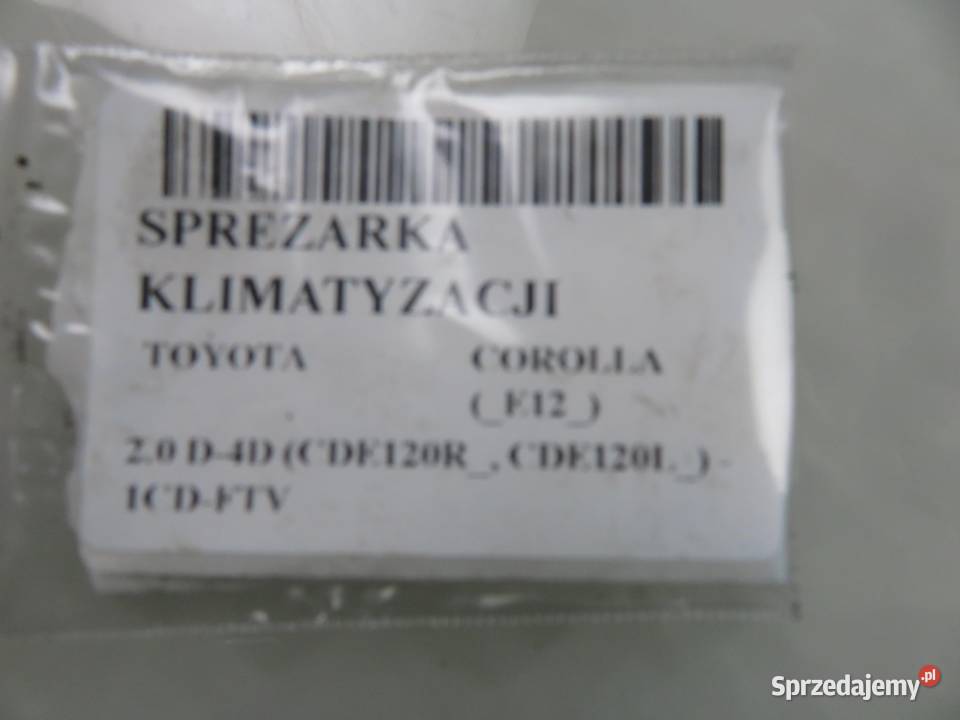 SPREZARKA
KLIMATYZACJI
TOYOTA COROLLA
(_E12_)
2.0 D-4D (CDE120R_, CDE120L_) -
1CD-FTV
Sprzedajemy.pl